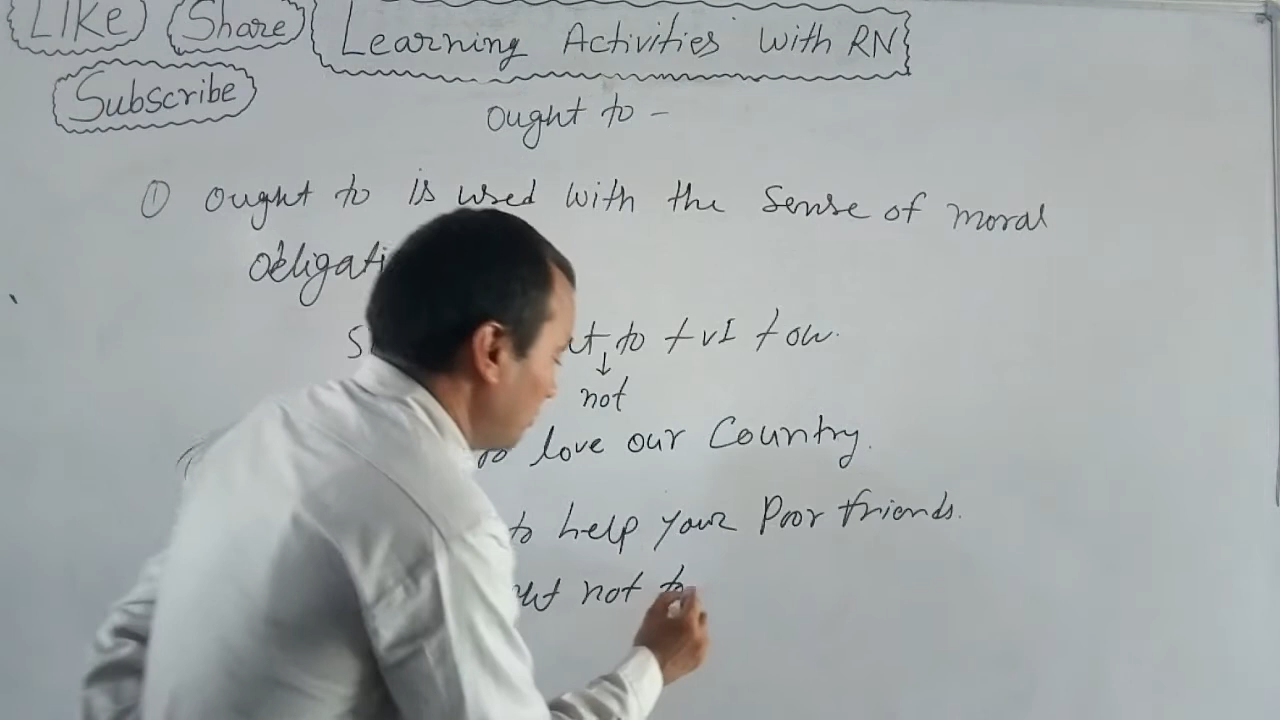 Like Share Learning Activities with RN
Subscribe
ought to -
① ought to is used with the sense of moral
to + vI + ow.
not
love our Country.
to help your Poor friends.
not to